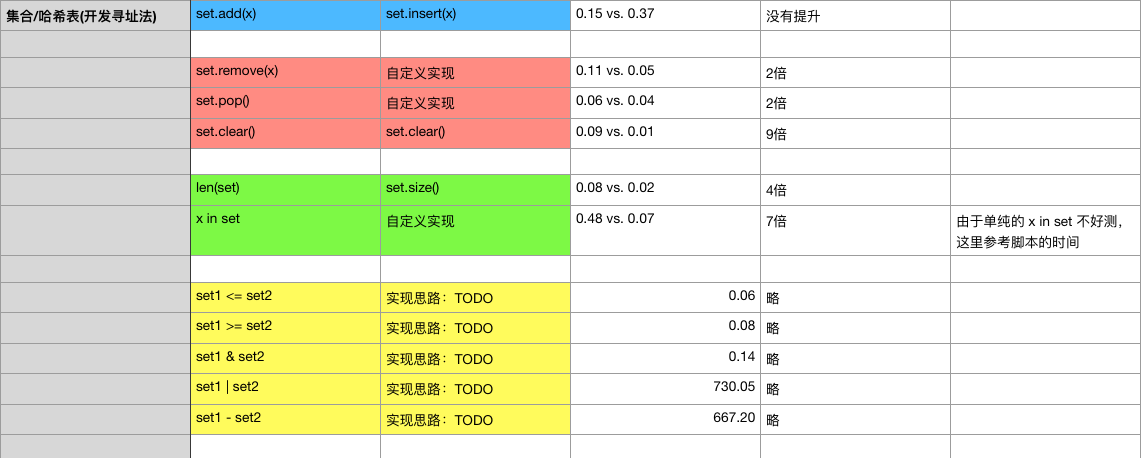 集合/哈希表(开发寻址法) set.add(x) set.insert(x) 0.15 vs. 0.37 没有提升
set.remove(x) 自定义实现 0.11 vs. 0.05 2倍
set.pop() 自定义实现 0.06 vs. 0.04 2倍
set.clear() set.clear() 0.09 vs. 0.01 9倍
len(set) set.size() 0.08 vs. 0.02 4倍
x in set 自定义实现 0.48 vs. 0.07 7倍 由于单纯的 x in set 不好测，
这里参考脚本的时间
set1 <= set2 实现思路：TODO 0.06 略
set1 >= set2 实现思路：TODO 0.08 略
set1 & set2 实现思路：TODO 0.14 略
set1 | set2 实现思路：TODO 730.05 略
set1 - set2 实现思路：TODO 667.20 略